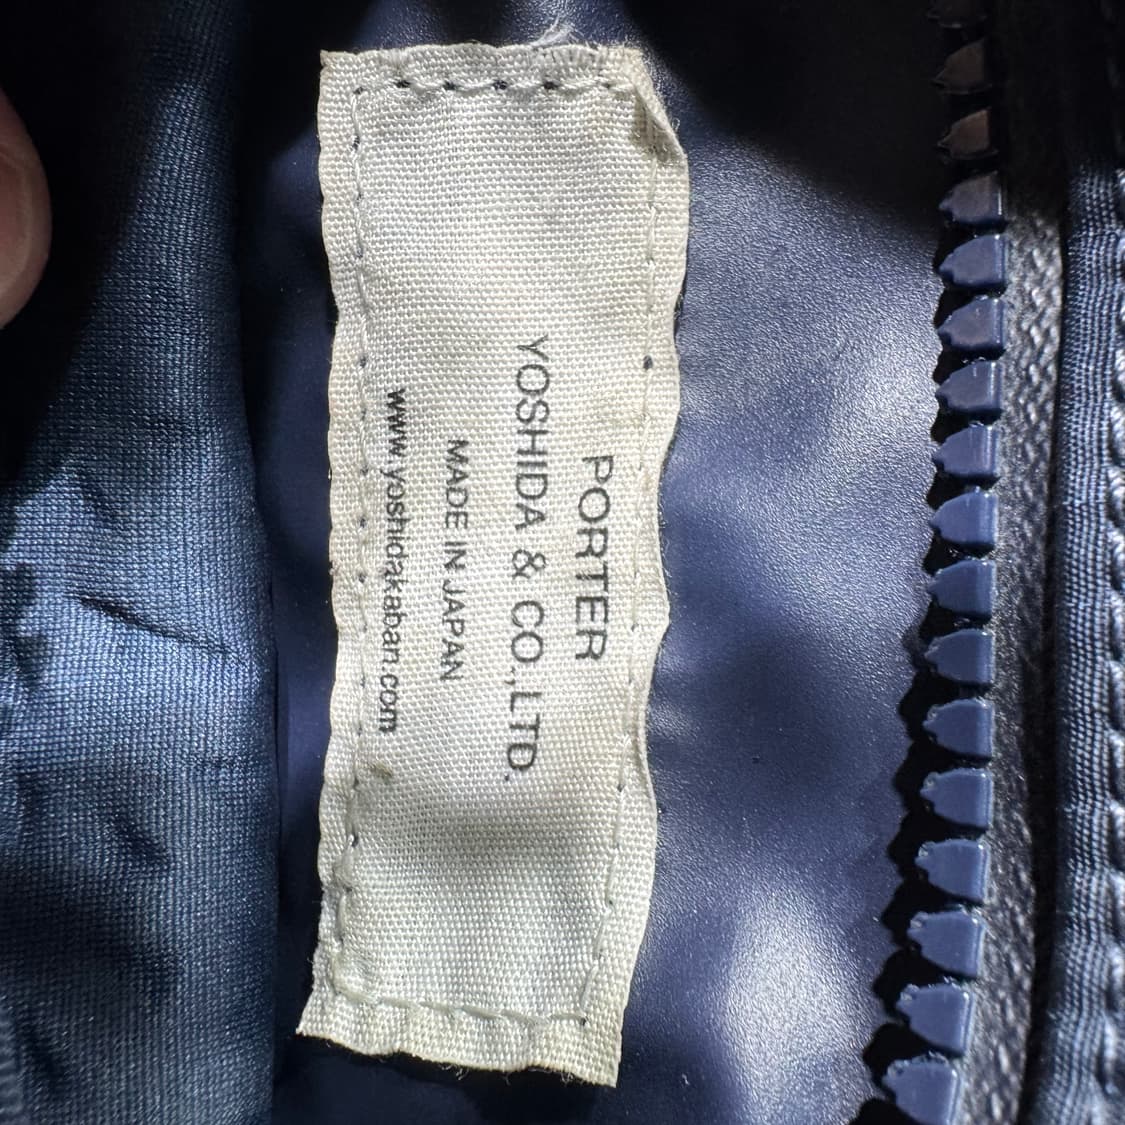 PORTER
YOSHIDA & CO.,LTD.
MADE IN JAPAN
www.yoshidakaban.com